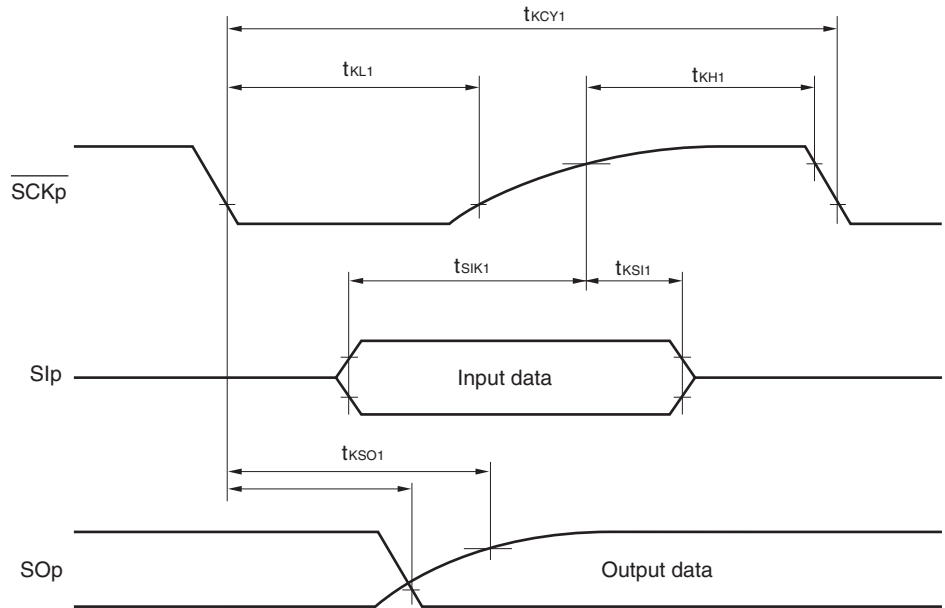 tKCY1
tKL1
tKH1
SCKp
tSIK1
tKSI1
SIp
Input data
tKSO1
SOp
Output data